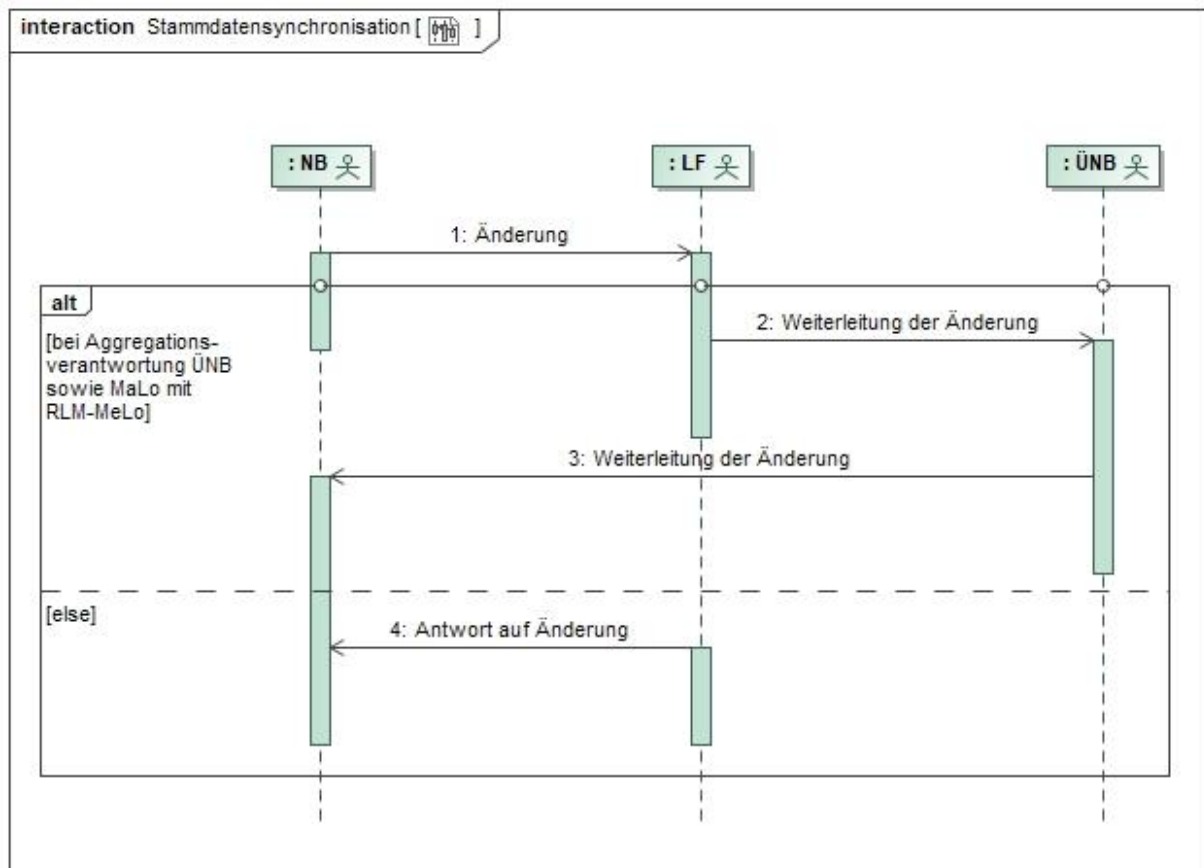 interaction Stammdatensynchronisation [ ]
: NB
: LF
: ÜNB
1: Änderung
alt
[bei Aggregations-
verantwortung ÜNB
sowie MaLo mit
RLM-MeLo]
2: Weiterleitung der Änderung
3: Weiterleitung der Änderung
[else]
4: Antwort auf Änderung